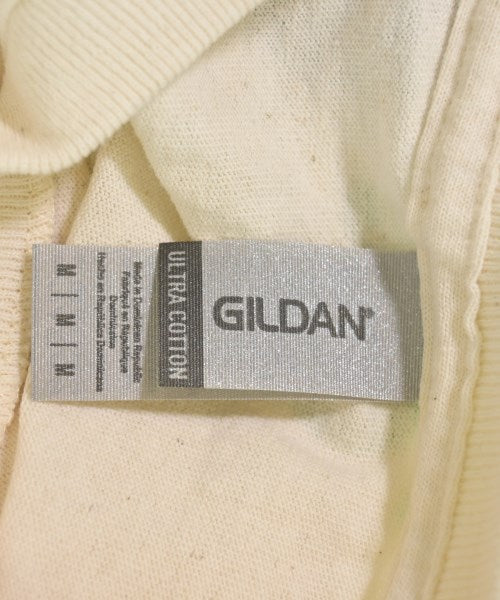 GILDAN®
ULTRA COTTON
Made in Dominican Republic
Fabriqué en République
Dominicaine
Hecho en República Dominicana
M | M | M